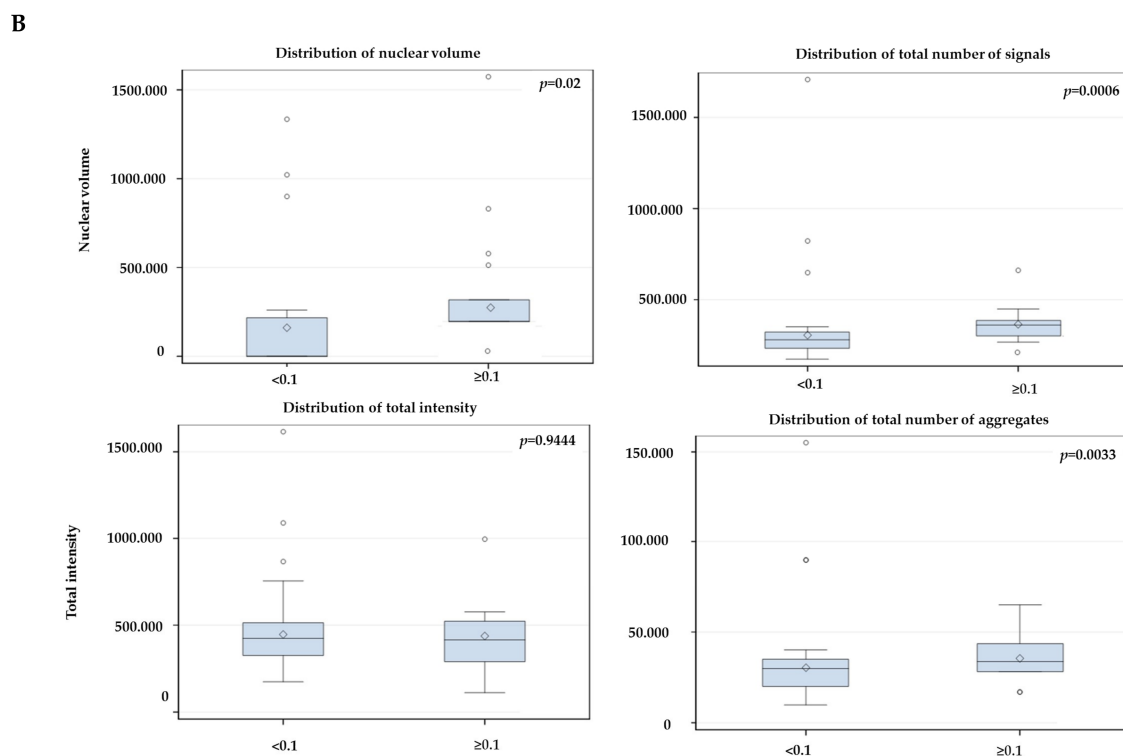 B
Distribution of nuclear volume
p=0.02
1500.000
1000.000
500.000
0
Nuclear volume
<0.1
≥0.1
Distribution of total number of signals
p=0.0006
1500.000
1000.000
500.000
<0.1
≥0.1
Distribution of total intensity
p=0.9444
1500.000
1000.000
500.000
0
Total intensity
<0.1
≥0.1
Distribution of total number of aggregates
p=0.0033
150.000
100.000
50.000
0
<0.1
≥0.1